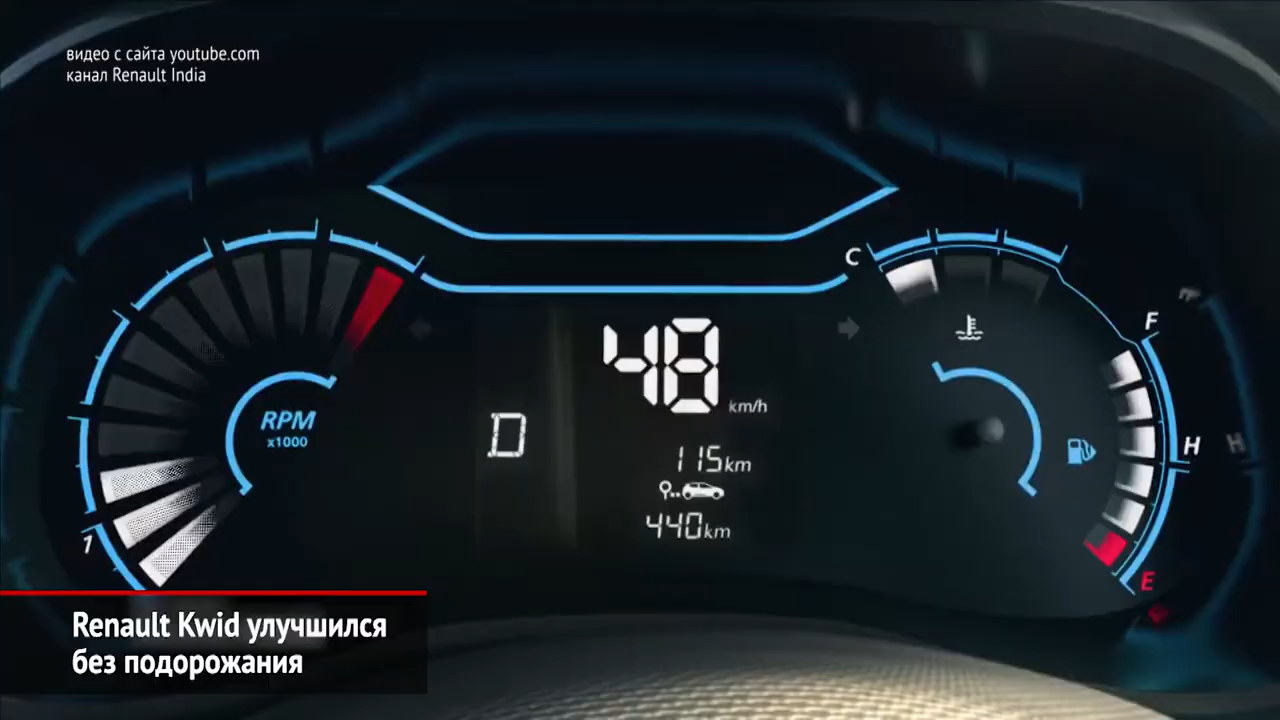 видео с сайта youtube.com
канал Renault India
C
F
48
km/h
RPM
x1000
D
H
H
115km
440km
1
E
Renault Kwid улучшился
без подорожания